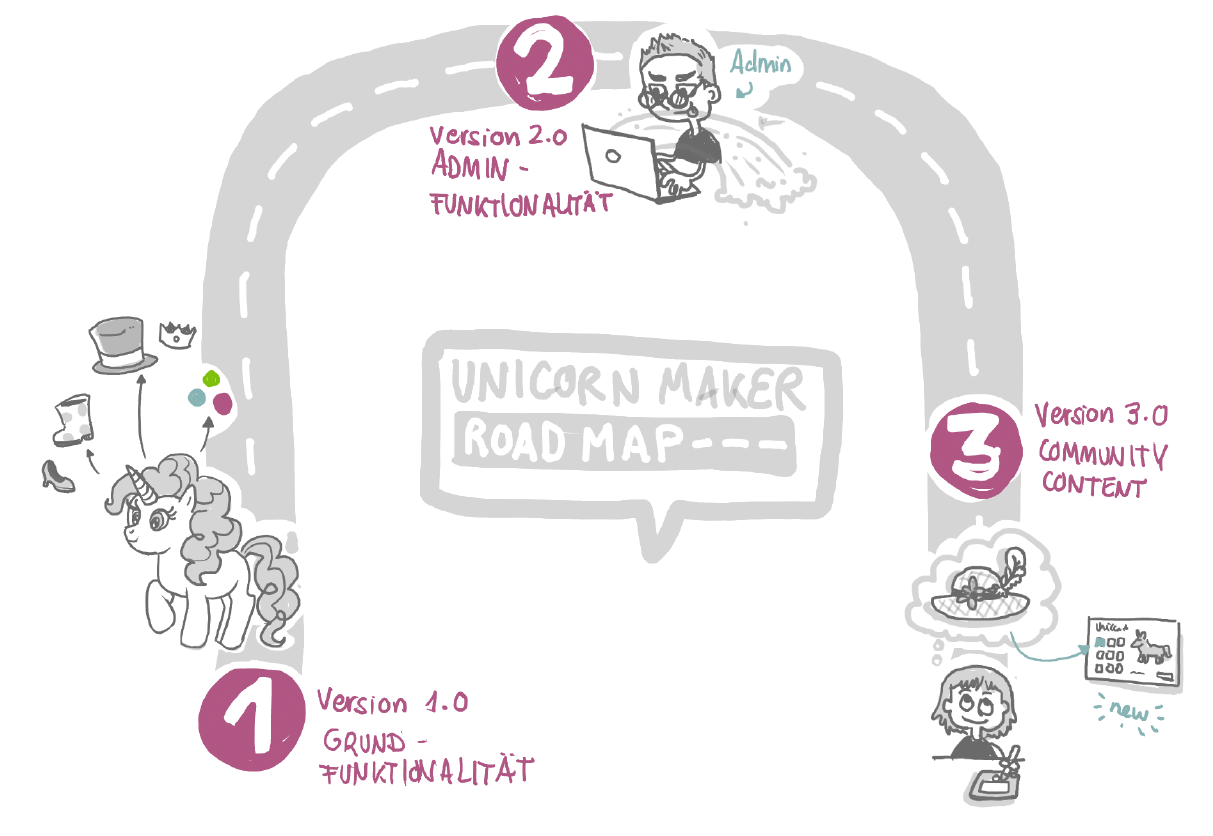 2
Admin
Version 2.0
ADMIN-
FUNKTIONALITÄT
UNICORN MAKER
ROAD MAP
3
Version 3.0
COMMUNITY
CONTENT
new
1
Version 1.0
GRUND-
FUNKTIONALITÄT